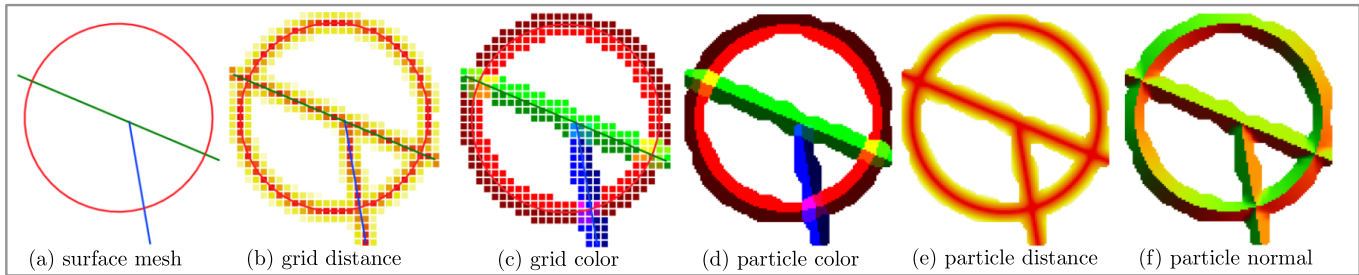 (a) surface mesh (b) grid distance (c) grid color (d) particle color (e) particle distance (f) particle normal